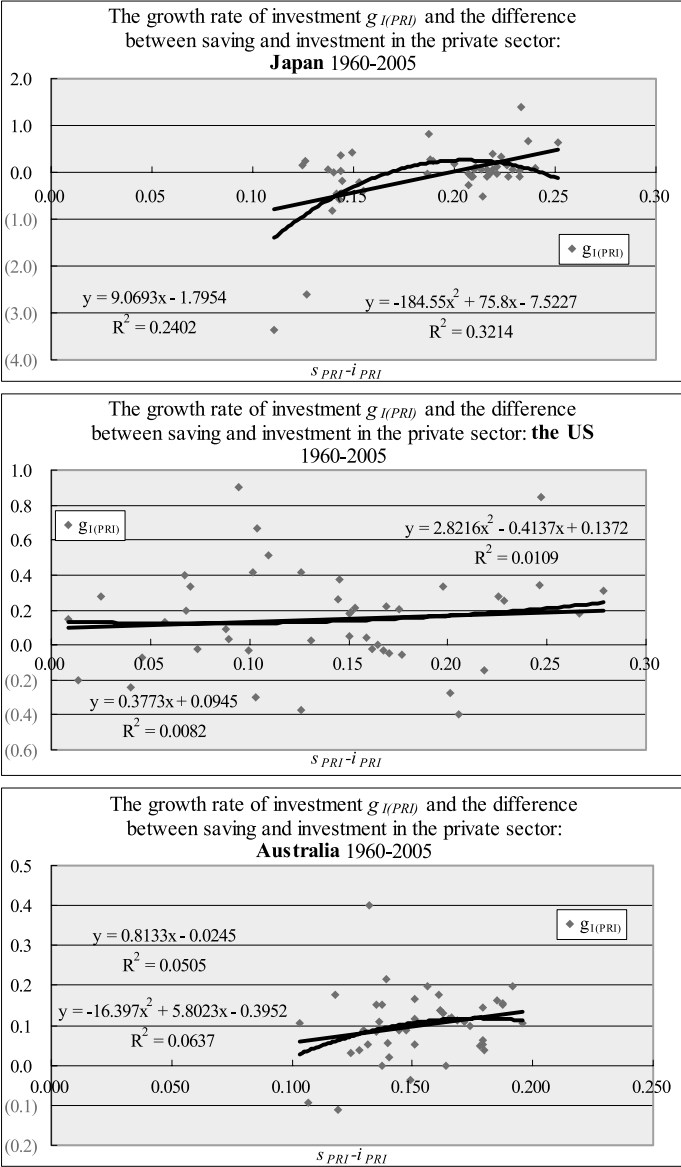 The growth rate of investment g I(PRI) and the difference
between saving and investment in the private sector:
Japan 1960-2005
2.0
1.0
0.0
(1.0)
(2.0)
(3.0)
(4.0)
0.00 0.05 0.10 0.15 0.20 0.25 0.30
g I(PRI)
y = 9.0693x - 1.7954
R² = 0.2402
y = -184.55x² + 75.8x - 7.5227
R² = 0.3214
s PRI - i PRI
The growth rate of investment g I(PRI) and the difference
between saving and investment in the private sector: the US
1960-2005
1.0
0.8
0.6
0.4
0.2
0.0
(0.2)
(0.4)
(0.6)
0.00 0.05 0.10 0.15 0.20 0.25 0.30
g I(PRI)
y = 2.8216x² - 0.4137x + 0.1372
R² = 0.0109
y = 0.3773x + 0.0945
R² = 0.0082
s PRI - i PRI
The growth rate of investment g I(PRI) and the difference
between saving and investment in the private sector:
Australia 1960-2005
0.5
0.4
0.3
0.2
0.1
0.0
(0.1)
(0.2)
0.000 0.050 0.100 0.150 0.200 0.250
g I(PRI)
y = 0.8133x - 0.0245
R² = 0.0505
y = -16.397x² + 5.8023x - 0.3952
R² = 0.0637
s PRI - i PRI